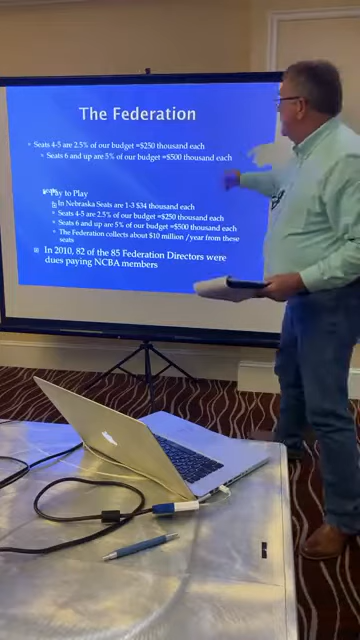 The Federation
Seats 4-5 are 2.5% of our budget =$250 thousand each
Seats 6 and up are 5% of our budget =$500 thousand each
Pay to Play
In Nebraska Seats are 1-3 $34 thousand each
Seats 4-5 are 2.5% of our budget =$250 thousand each
Seats 6 and up are 5% of our budget =$500 thousand each
The Federation collects about $10 million /year from these
seats
In 2010, 82 of the 85 Federation Directors were
dues paying NCBA members